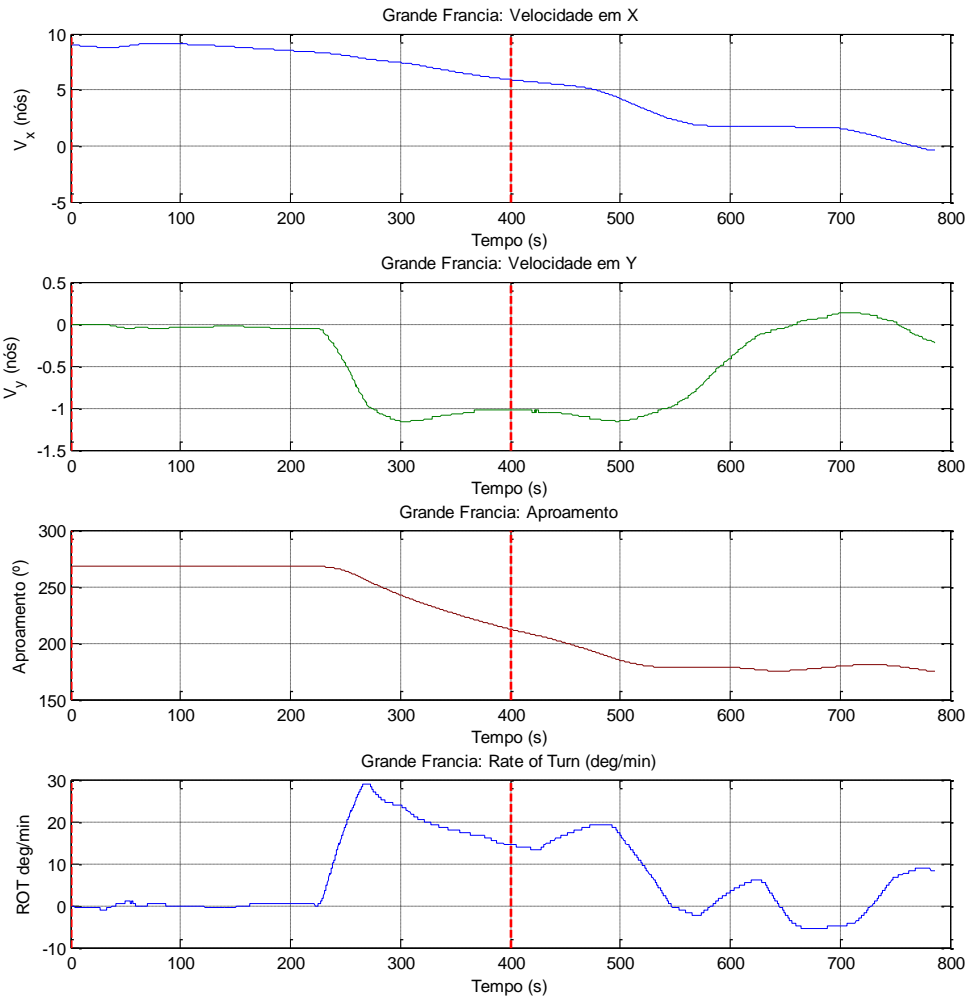 Grande Francia: Velocidade em X
10
5
0
-5
V_x (nós)
0 100 200 300 400 500 600 700 800
Tempo (s)
Grande Francia: Velocidade em Y
0.5
0
-0.5
-1
-1.5
V_y (nós)
0 100 200 300 400 500 600 700 800
Tempo (s)
Grande Francia: Aproamento
300
250
200
150
Aproamento (º)
0 100 200 300 400 500 600 700 800
Tempo (s)
Grande Francia: Rate of Turn (deg/min)
30
20
10
0
-10
ROT deg/min
0 100 200 300 400 500 600 700 800
Tempo (s)